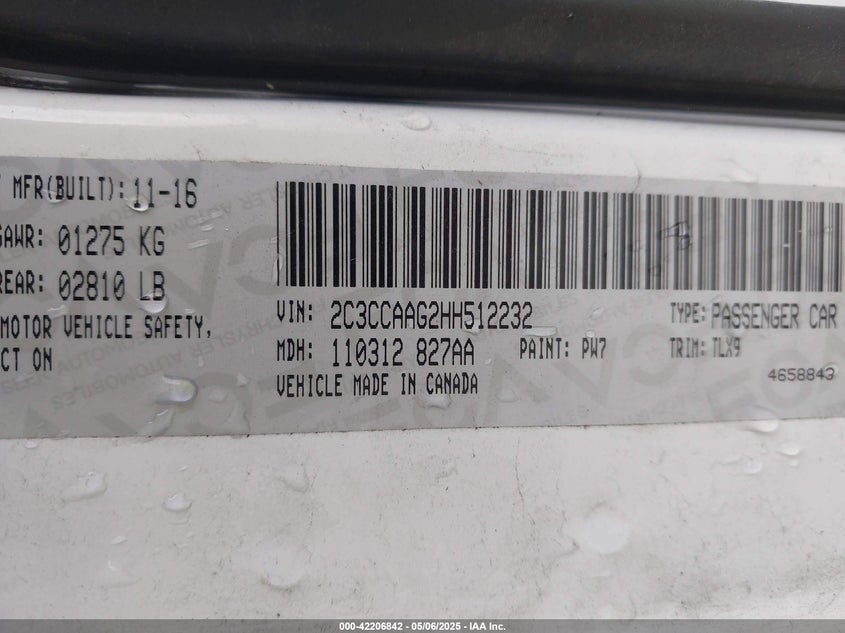 MFR(BUILT): 11-16
GAWR: 01275 KG
REAR: 02810 LB
MOTOR VEHICLE SAFETY,
CT ON
VIN: 2C3CCAAG2HH512232
TYPE: PASSENGER CAR
MDH: 110312 827AA
PAINT: PW7
TRIM: MLX9
VEHICLE MADE IN CANADA
4658843
000-42206842 - 05/06/2025 - IAA Inc.